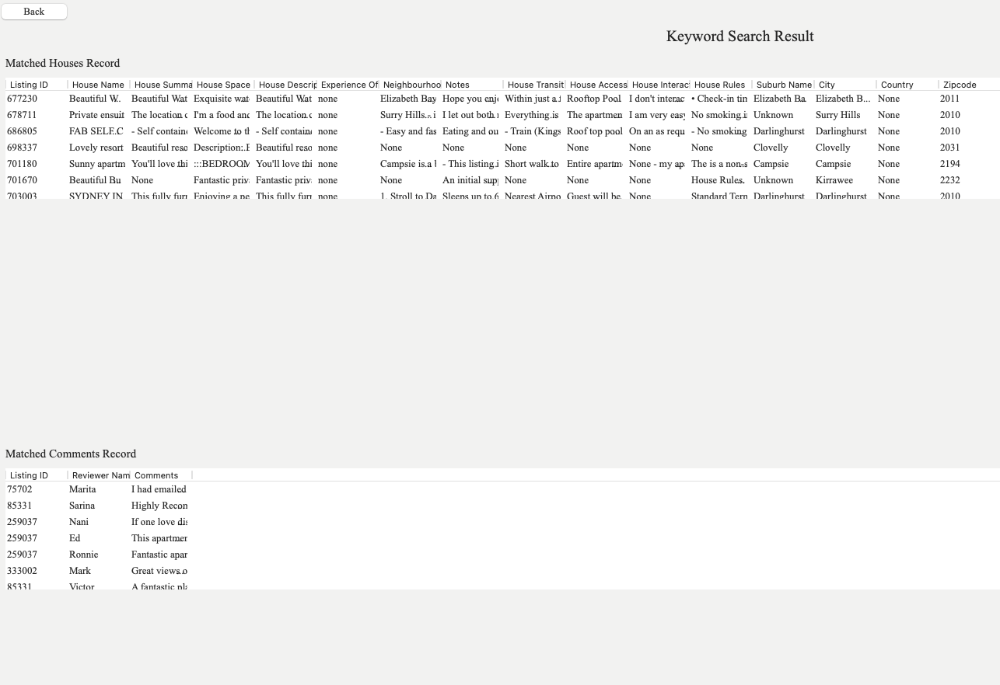 Back
Keyword Search Result
Matched Houses Record
Listing ID House Name House Summa House Space House Descrip Experience Of Neighbourhoo Notes House Transit House Access House Interac House Rules Suburb Name City Country Zipcode
677230 Beautiful W. Beautiful Wat Exquisite wat Beautiful Wat none Elizabeth Bay Hope you enjo Within just a f Rooftop Pool I don't interac • Check-in tin Elizabeth Ba. Elizabeth B... None 2011
678711 Private ensuit The location c I'm a food and The location c none Surry Hills... i I let out both Everything is The apartmen I am very easy No smoking i Unknown Surry Hills None 2010
686805 FAB SELF C - Self containe Welcome to th - Self containe none - Easy and fas Eating and ou - Train (Kings Roof top pool On an as requ - No smoking Darlinghurst Darlinghurst None 2010
698337 Lovely resort Beautiful reso Description: Beautiful reso none None None None None None None Clovelly Clovelly None 2031
701180 Sunny apartm You'll love thi :::BEDROOM You'll love thi none Campsie is a - This listing i Short walk to Entire apartm None - my ap The is a non-s Campsie Campsie None 2194
701670 Beautiful Bu None Fantastic priv Fantastic priv none None An initial sup None None None House Rules. Unknown Kirrawee None 2232
703003 SYDNEY IN This fully furr Enjoying a pe This fully furr none 1. Stroll to Da Sleeps up to 6 Nearest Airpo Guest will be None Standard Tern Darlinghurst Darlinghurst None 2010
Matched Comments Record
Listing ID Reviewer Nam Comments
75702 Marita I had emailed
85331 Sarina Highly Recon
259037 Nani If one love dis
259037 Ed This apartmer
259037 Ronnie Fantastic apar
333002 Mark Great views o
85331 Victor A fantastic pla